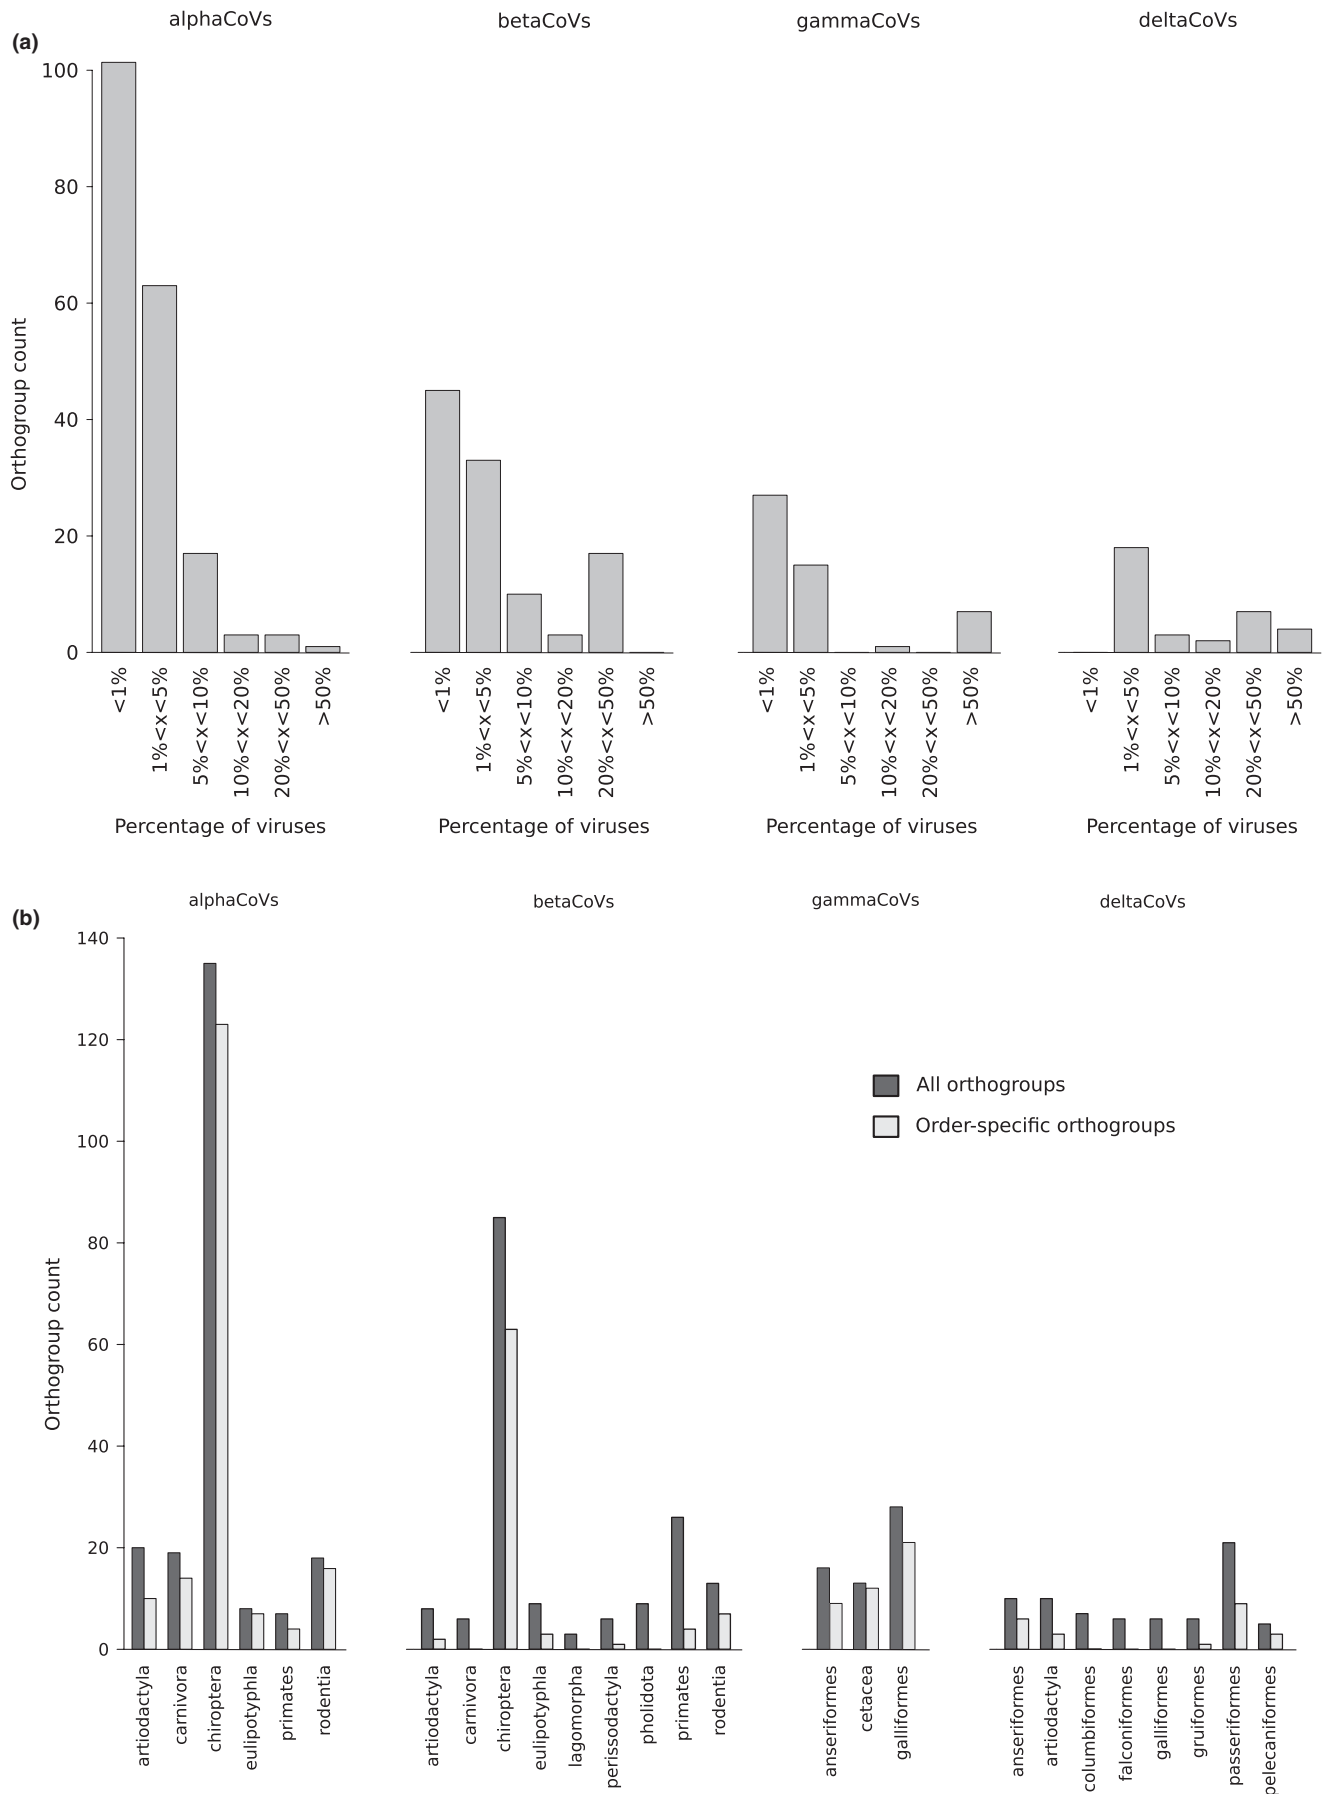 alphaCoVs betaCoVs gammaCoVs deltaCoVs
(a)
Orthogroup count
100
80
60
40
20
0
<1% 1%<x<5% 5%<x<10% 10%<x<20% 20%<x<50% >50%
<1% 1%<x<5% 5%<x<10% 10%<x<20% 20%<x<50% >50%
<1% 1%<x<5% 5%<x<10% 10%<x<20% 20%<x<50% >50%
<1% 1%<x<5% 5%<x<10% 10%<x<20% 20%<x<50% >50%
Percentage of viruses Percentage of viruses Percentage of viruses Percentage of viruses
alphaCoVs betaCoVs gammaCoVs deltaCoVs
(b)
Orthogroup count
140
120
100
80
60
40
20
0
All orthogroups
Order-specific orthogroups
artiodactyla carnivora chiroptera eulipotyphla primates rodentia
artiodactyla carnivora chiroptera eulipotyphla lagomorpha perissodactyla pholidota primates rodentia
anseriformes cetacea galliformes
anseriformes artiodactyla columbiformes falconiformes galliformes gruiformes passeriformes pelecaniformes